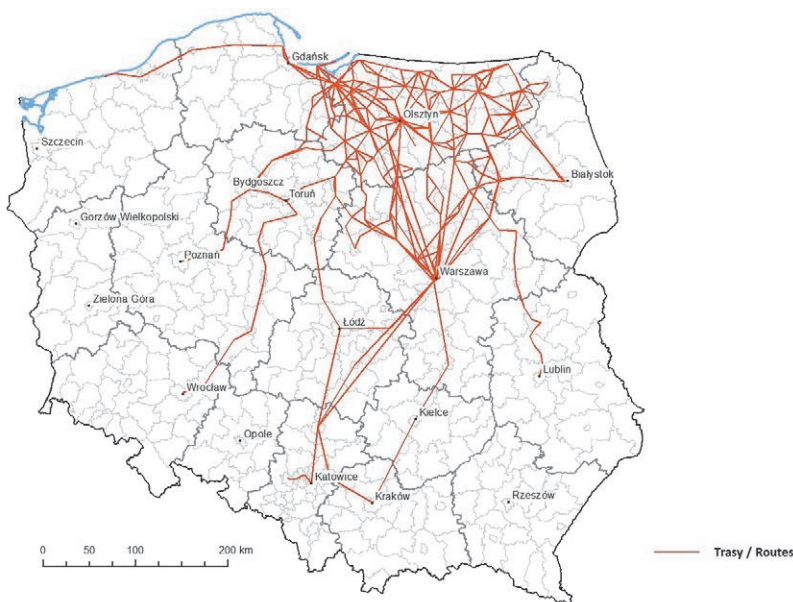 Gdańsk
Olsztyn
Szczecin
Białystok
Bydgoszcz
Toruń
Gorzów Wielkopolski
Poznań
Warszawa
Zielona Góra
Łódź
Lublin
Wrocław
Kielce
Opole
Katowice
Kraków
Rzeszów
0 50 100 200 km
Trasy / Routes